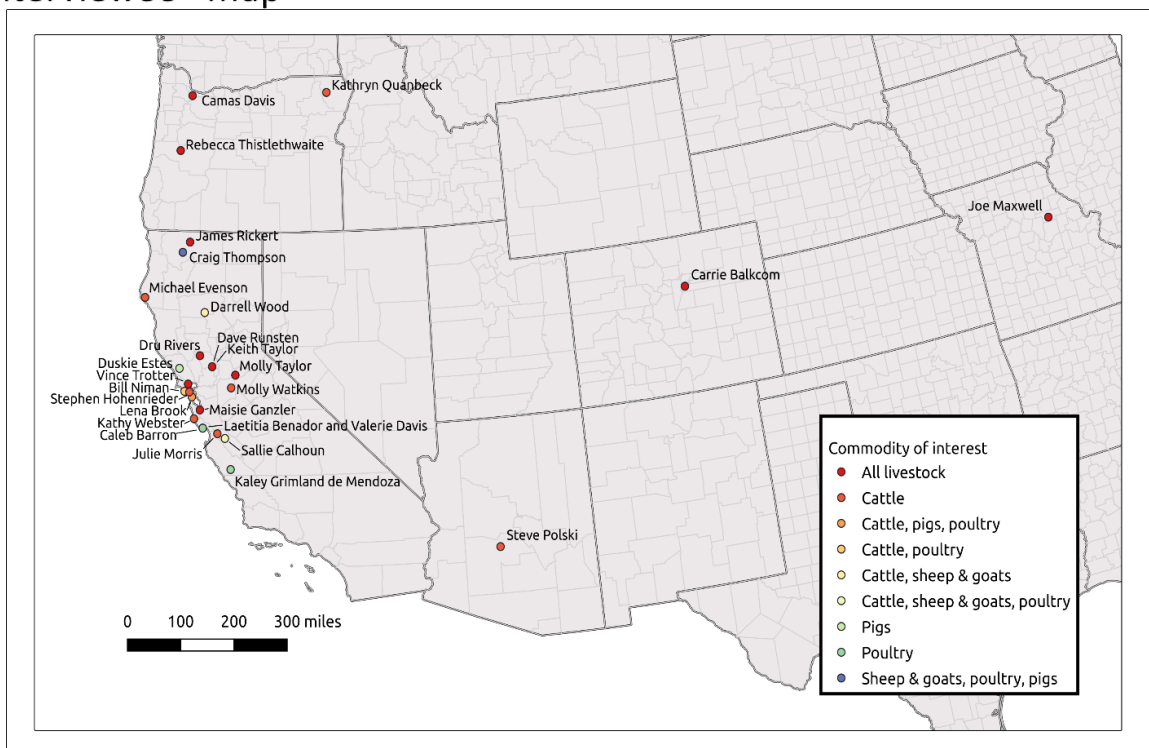 Kathryn Quanbeck
Camas Davis
Rebecca Thistlethwaite
Joe Maxwell
James Rickert
Craig Thompson
Carrie Balkcom
Michael Evenson
Darrell Wood
Dave Runsten
Dru Rivers
Keith Taylor
Duskie Estes
Molly Taylor
Vince Trotter
Bill Niman
Molly Watkins
Stephen Hohenrieder
Lena Brook
Maisie Ganzler
Kathy Webster
Laetitia Benador and Valerie Davis
Caleb Barron
Julie Morris
Sallie Calhoun
Kaley Grimland de Mendoza
Steve Polski
0 100 200 300 miles
Commodity of interest
All livestock
Cattle
Cattle, pigs, poultry
Cattle, poultry
Cattle, sheep & goats
Cattle, sheep & goats, poultry
Pigs
Poultry
Sheep & goats, poultry, pigs